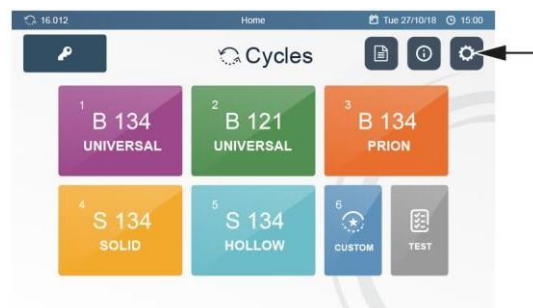 16.012 Home Tue 27/10/18 15:00
Cycles
1
B 134
UNIVERSAL
2
B 121
UNIVERSAL
3
B 134
PRION
4
S 134
SOLID
5
S 134
HOLLOW
6
CUSTOM
TEST